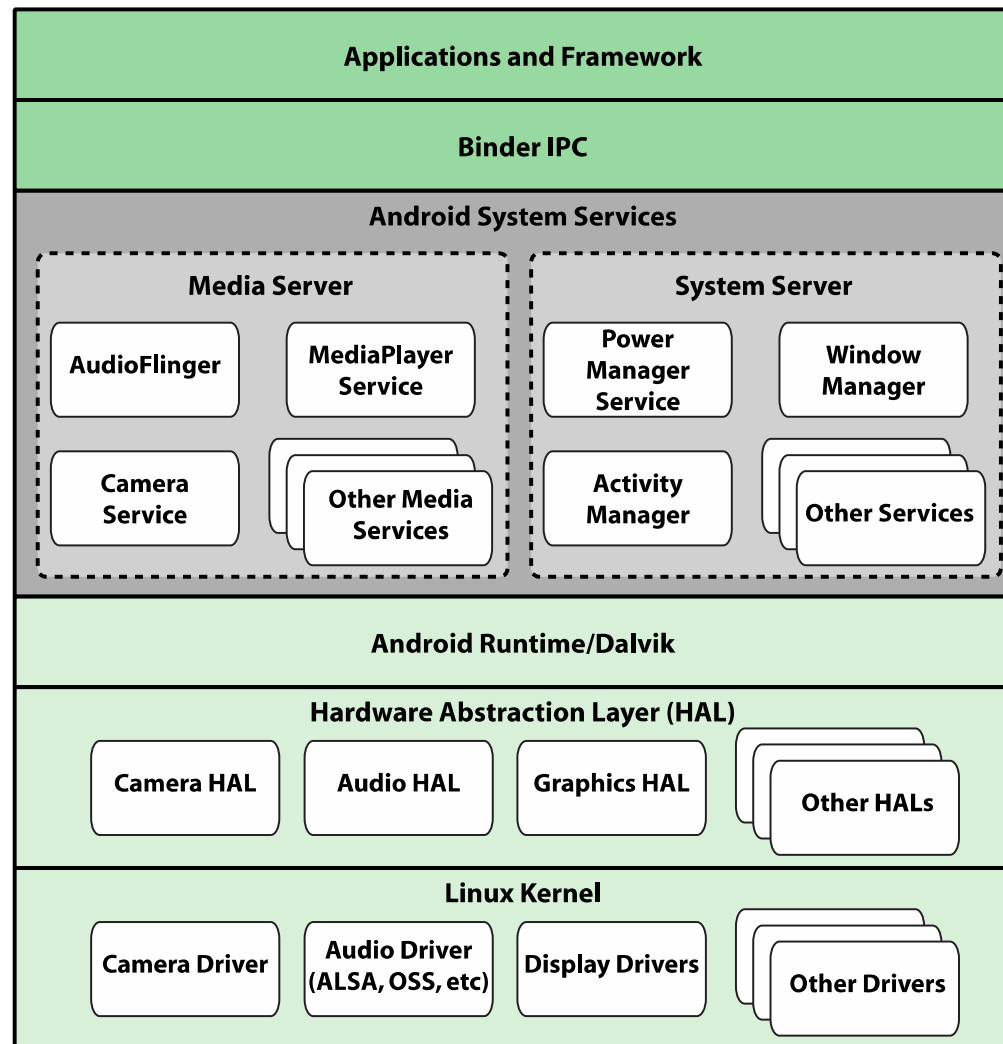 Applications and Framework
Binder IPC
Android System Services
Media Server
AudioFlinger
MediaPlayer
Service
Camera
Service
Other Media
Services
System Server
Power
Manager
Service
Window
Manager
Activity
Manager
Other Services
Android Runtime/Dalvik
Hardware Abstraction Layer (HAL)
Camera HAL
Audio HAL
Graphics HAL
Other HALs
Linux Kernel
Camera Driver
Audio Driver
(ALSA, OSS, etc)
Display Drivers
Other Drivers